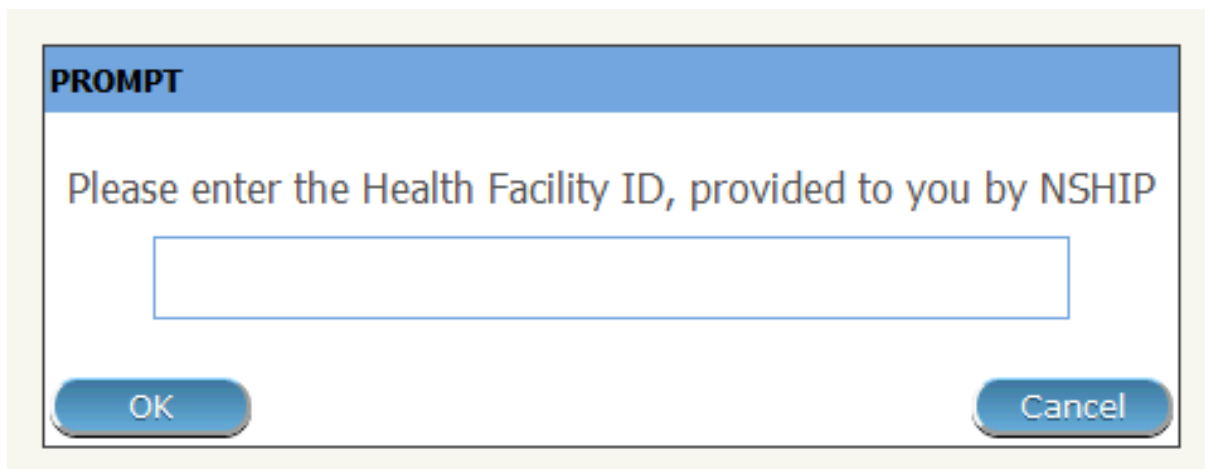 PROMPT
Please enter the Health Facility ID, provided to you by NSHIP
OK
Cancel